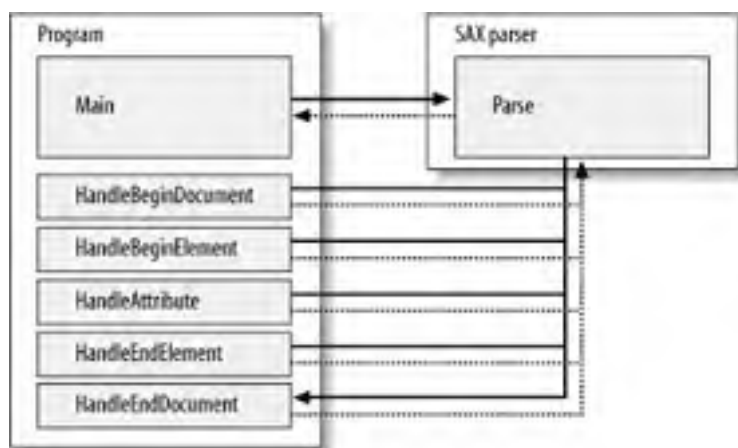 Program
SAX parser
Main
Parse
HandleBeginDocument
HandleBeginElement
HandleAttribute
HandleEndElement
HandleEndDocument